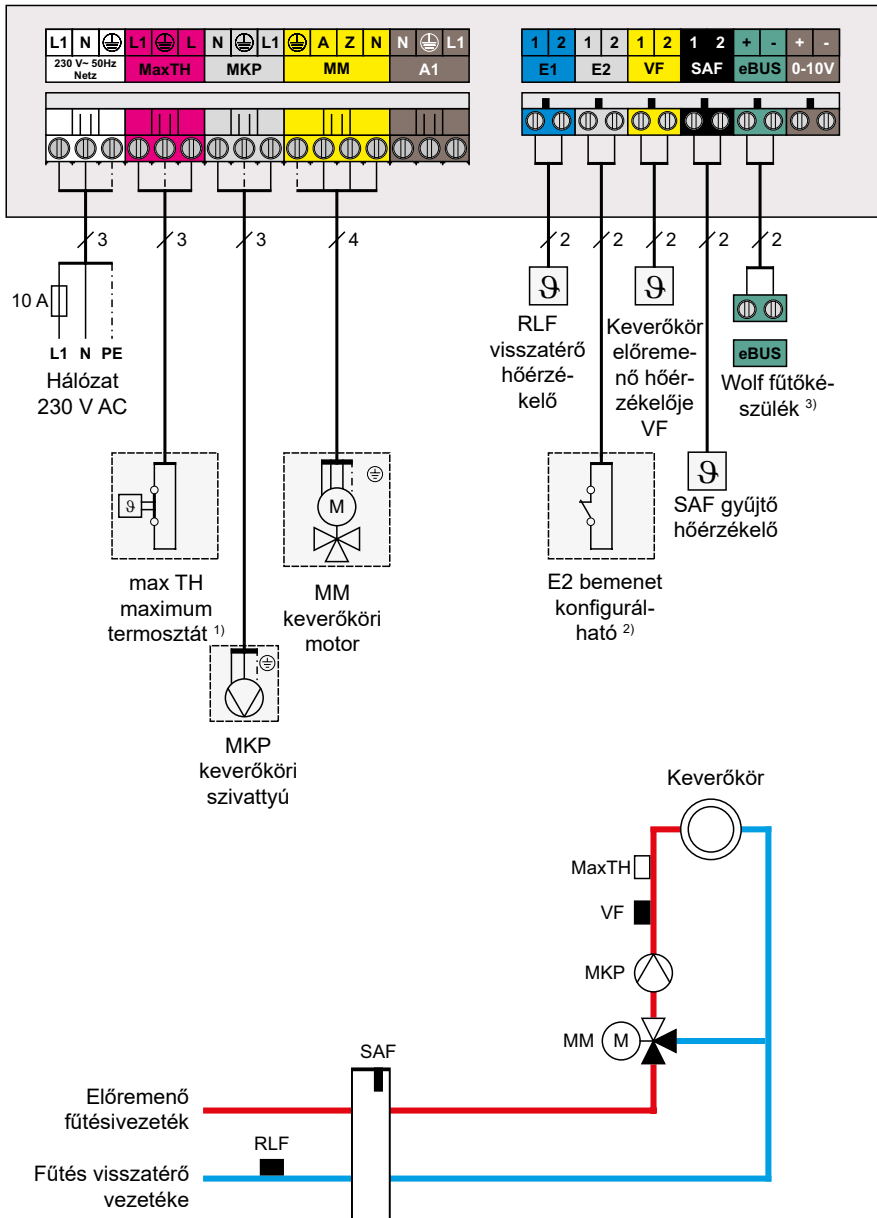 L1 N L1 L N L1 A Z N N L1
230 V~ 50Hz
Netz
MaxTH MKP MM A1
1 2 1 2 1 2 1 2 + - + -
E1 E2 VF SAF eBUS 0-10V
3 3 3 4 2 2 2 2 2
10 A
L1 N PE
Hálózat
230 V AC
ϑ
RLF
visszatérő
hőérzé-
kelő
ϑ
Keverőkör
előreme-
nő hőér-
zékelője
VF
eBUS
Wolf fűtőké-
szülék 3)
ϑ
max TH
maximum
termosztát 1)
M
MM
keverőköri
motor
E2 bemenet
konfigurál-
ható 2)
ϑ
SAF gyűjtő
hőérzékelő
MKP
keverőköri
szivattyú
Keverőkör
MaxTH
VF
MKP
MM M
SAF
Előremenő
fűtésivezeték
RLF
Fűtés visszatérő
vezetéke